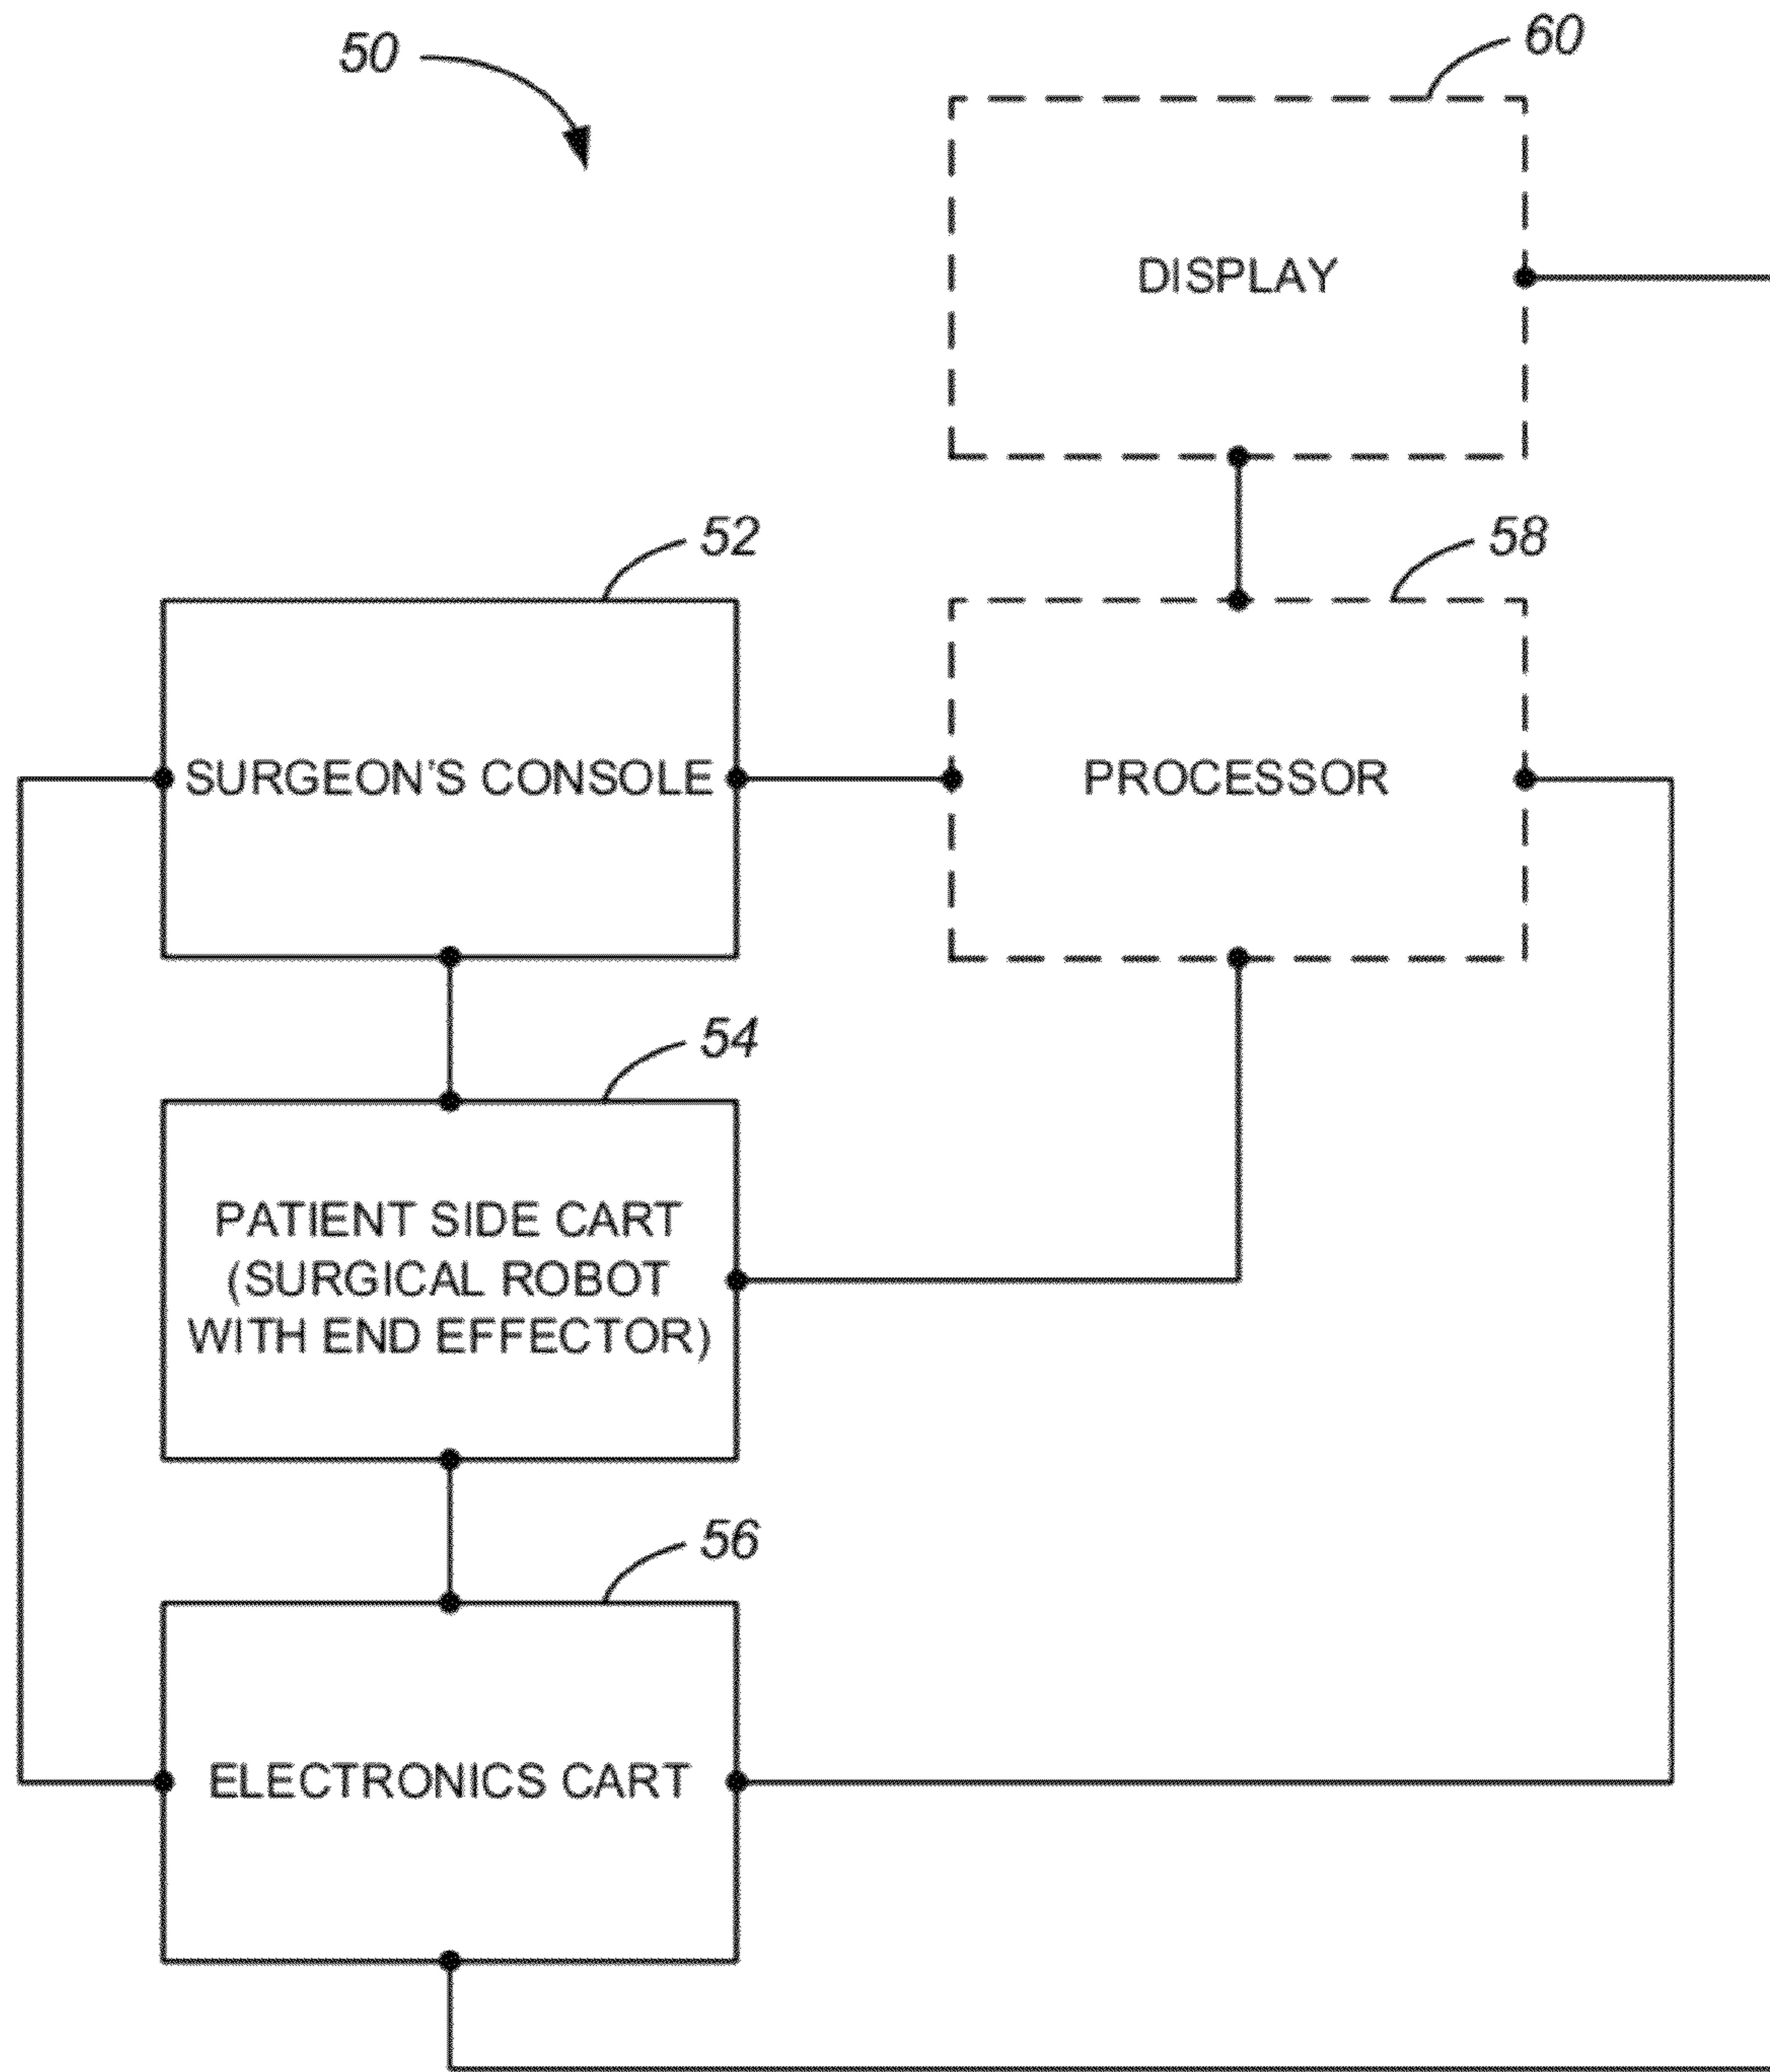 50
60
DISPLAY
52
58
SURGEON'S CONSOLE
PROCESSOR
54
PATIENT SIDE CART
(SURGICAL ROBOT
WITH END EFFECTOR)
56
ELECTRONICS CART